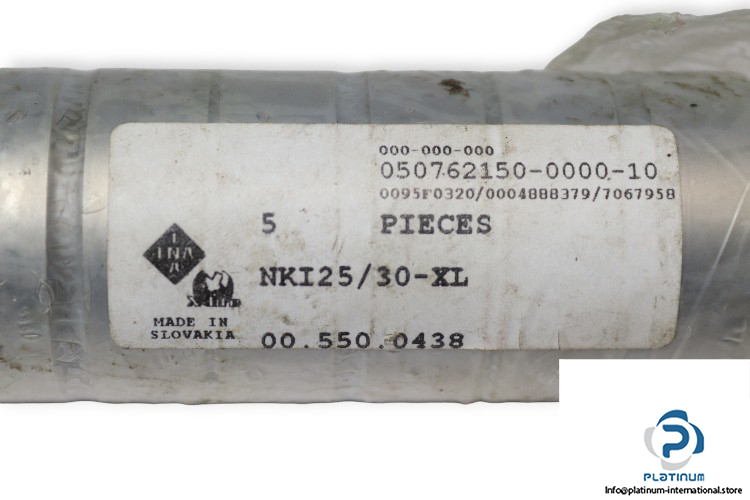 000-000-000
050762150-0000-10
0095F0320/0004888379/7067958
5 PIECES
INA
NKI25/30-XL
MADE IN
SLOVAKIA
00.550.0438
PLATINUM
Info@platinum-international.store